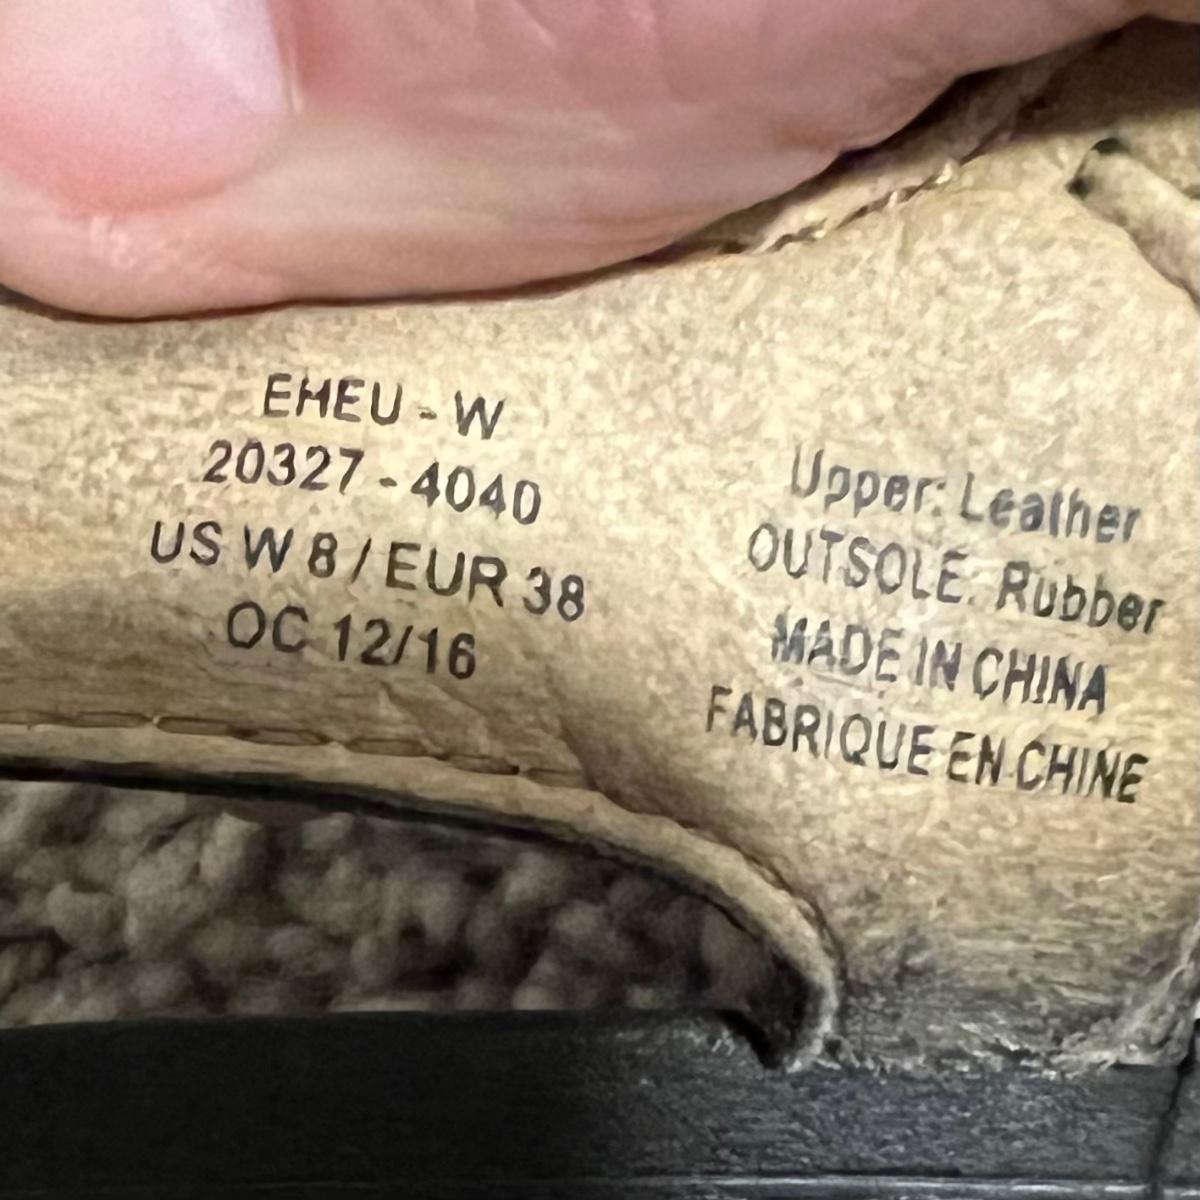 EHEU - W
20327 - 4040
US W 8 / EUR 38
OC 12/16
Upper: Leather
OUTSOLE: Rubber
MADE IN CHINA
FABRIQUE EN CHINE